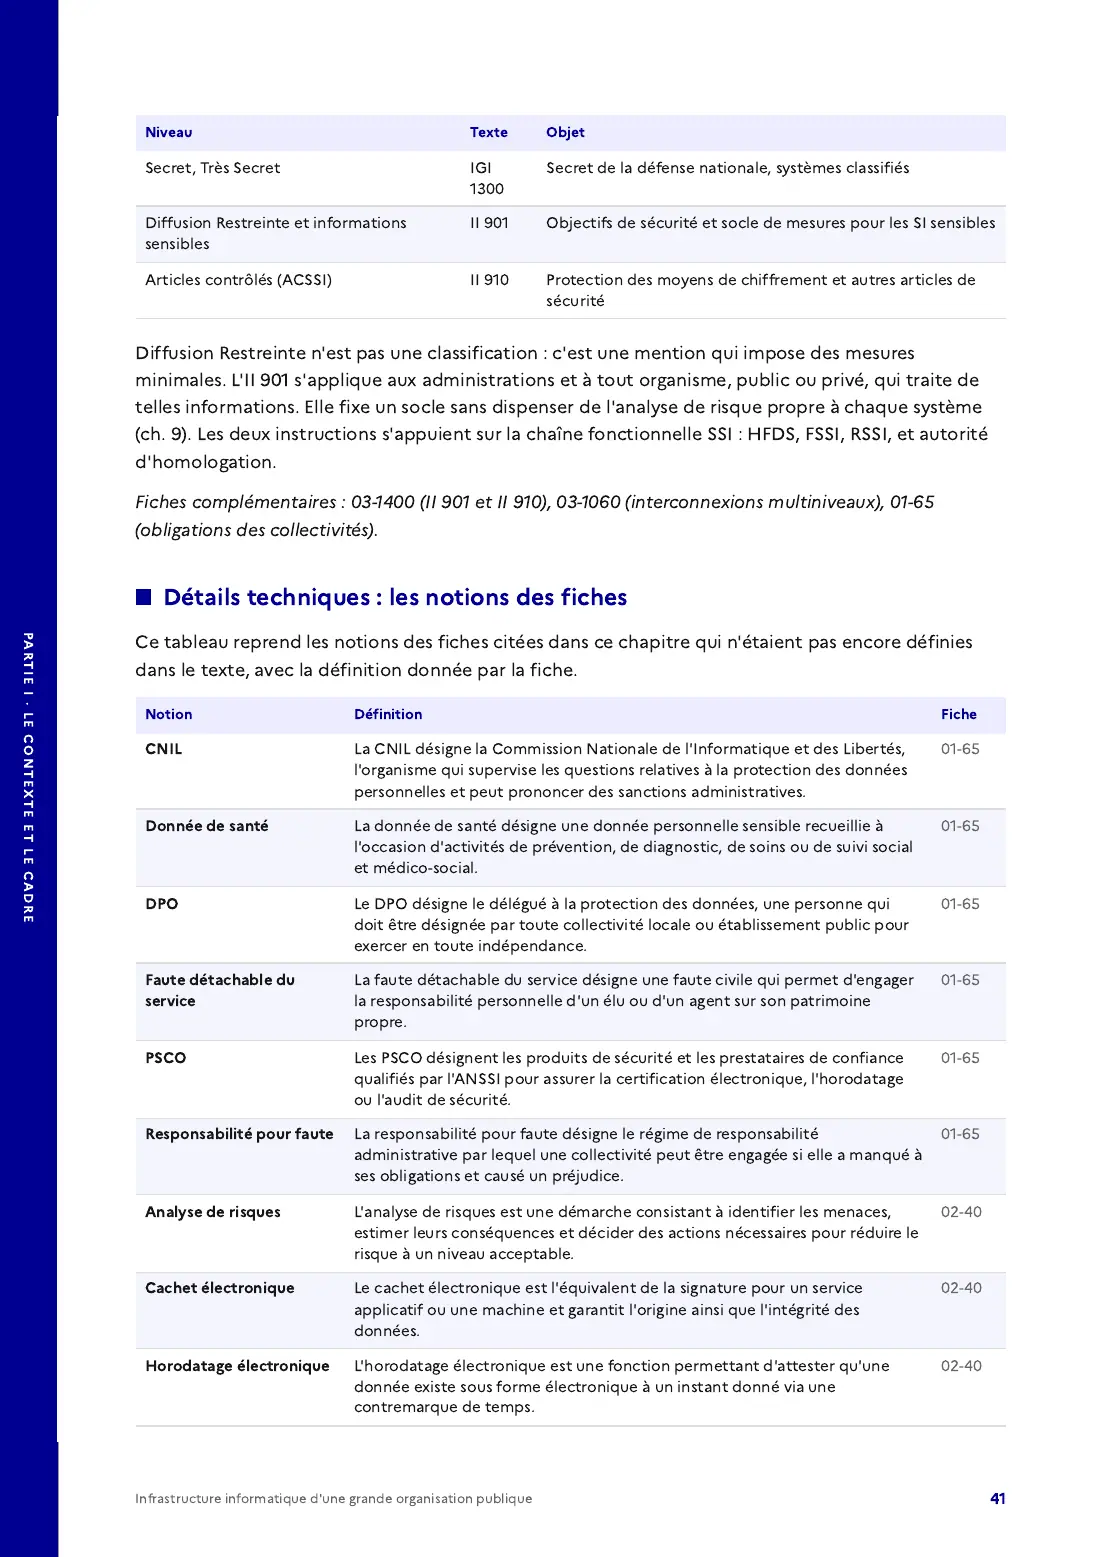 Niveau Texte Objet
Secret, Très Secret IGI 1300 Secret de la défense nationale, systèmes classifiés
Diffusion Restreinte et informations sensibles II 901 Objectifs de sécurité et socle de mesures pour les SI sensibles
Articles contrôlés (ACSSI) II 910 Protection des moyens de chiffrement et autres articles de sécurité
Diffusion Restreinte n'est pas une classification : c'est une mention qui impose des mesures
minimales. L'II 901 s'applique aux administrations et à tout organisme, public ou privé, qui traite de
telles informations. Elle fixe un socle sans dispenser de l'analyse de risque propre à chaque système
(ch. 9). Les deux instructions s'appuient sur la chaîne fonctionnelle SSI : HFDS, FSSI, RSSI, et autorité
d'homologation.
Fiches complémentaires : 03-1400 (II 901 et II 910), 03-1060 (interconnexions multiniveaux), 01-65
(obligations des collectivités).
■ Détails techniques : les notions des fiches
Ce tableau reprend les notions des fiches citées dans ce chapitre qui n'étaient pas encore définies
dans le texte, avec la définition donnée par la fiche.
Notion Définition Fiche
CNIL La CNIL désigne la Commission Nationale de l'Informatique et des Libertés, 01-65
l'organisme qui supervise les questions relatives à la protection des données
personnelles et peut prononcer des sanctions administratives.
Donnée de santé La donnée de santé désigne une donnée personnelle sensible recueillie à 01-65
l'occasion d'activités de prévention, de diagnostic, de soins ou de suivi social
et médico-social.
DPO Le DPO désigne le délégué à la protection des données, une personne qui 01-65
doit être désignée par toute collectivité locale ou établissement public pour
exercer en toute indépendance.
Faute détachable du service La faute détachable du service désigne une faute civile qui permet d'engager 01-65
la responsabilité personnelle d'un élu ou d'un agent sur son patrimoine
propre.
PSCO Les PSCO désignent les produits de sécurité et les prestataires de confiance 01-65
qualifiés par l'ANSSI pour assurer la certification électronique, l'horodatage
ou l'audit de sécurité.
Responsabilité pour faute La responsabilité pour faute désigne le régime de responsabilité 01-65
administrative par lequel une collectivité peut être engagée si elle a manqué à
ses obligations et causé un préjudice.
Analyse de risques L'analyse de risques est une démarche consistant à identifier les menaces, 02-40
estimer leurs conséquences et décider des actions nécessaires pour réduire le
risque à un niveau acceptable.
Cachet électronique Le cachet électronique est l'équivalent de la signature pour un service 02-40
applicatif ou une machine et garantit l'origine ainsi que l'intégrité des
données.
Horodatage électronique L'horodatage électronique est une fonction permettant d'attester qu'une 02-40
donnée existe sous forme électronique à un instant donné via une
contremarque de temps.
PARTIE I · LE CONTEXTE ET LE CADRE
Infrastructure informatique d'une grande organisation publique 41